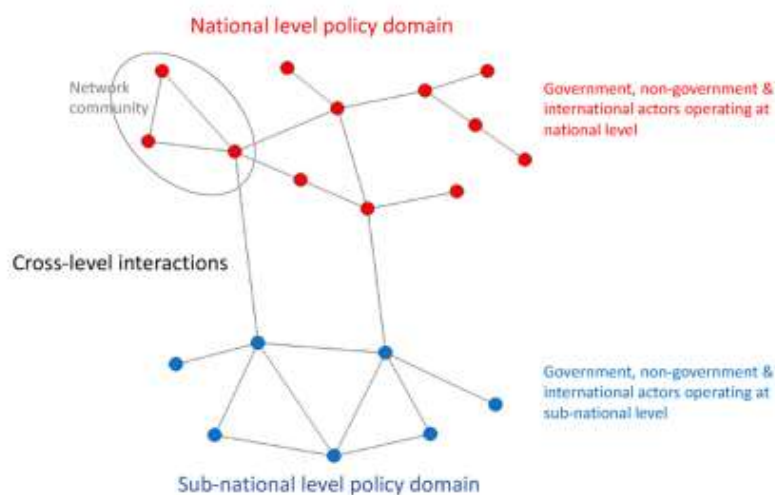 National level policy domain
Network
community
Government, non-government &
international actors operating at
national level
Cross-level interactions
Government, non-government &
international actors operating at
sub-national level
Sub-national level policy domain